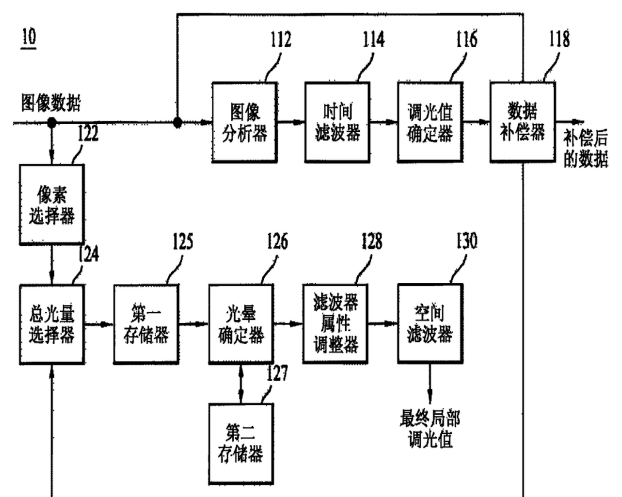 10
112
114
116
118
图像数据
图像
分析器
时间
滤波器
调光值
确定器
数据
补偿器
补偿后
的数据
122
像素
选择器
124
125
126
128
130
总光量
选择器
第一
存储器
光晕
确定器
滤波器
属性
调整器
空间
滤波器
127
第二
存储器
最终局部
调光值